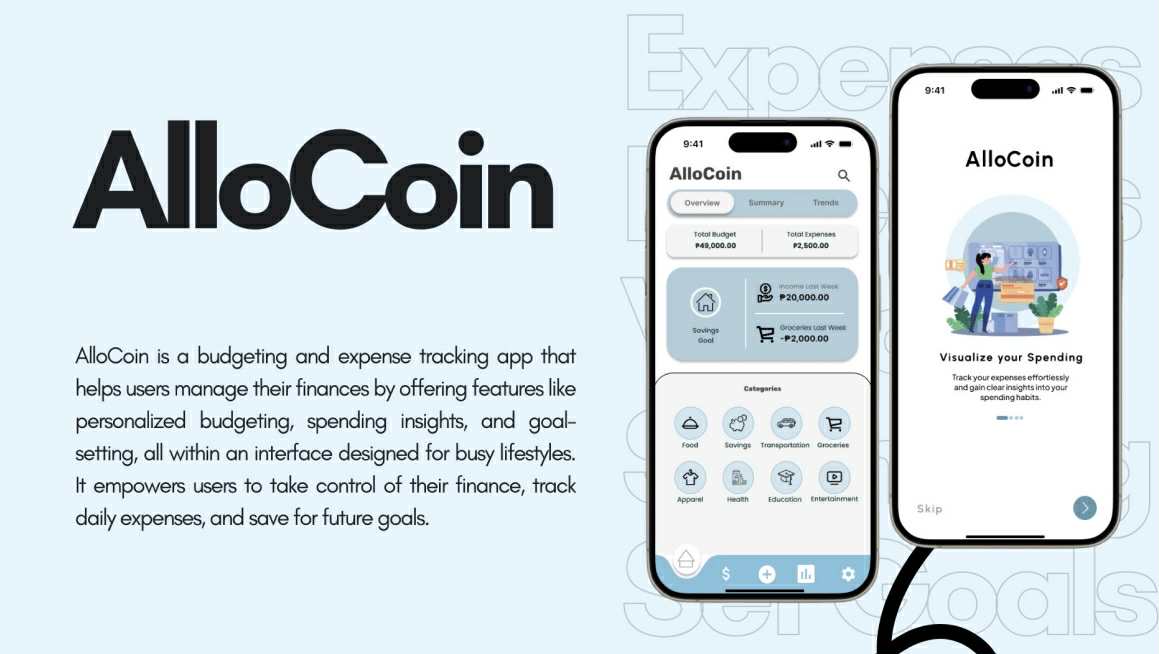 AlloCoin
AlloCoin is a budgeting and expense tracking app that
helps users manage their finances by offering features like
personalized budgeting, spending insights, and goal-
setting, all within an interface designed for busy lifestyles.
It empowers users to take control of their finance, track
daily expenses, and save for future goals.
Expenses
Set Goals
9:41
AlloCoin
Overview Summary Trends
Total Budget Total Expenses
₱49,000.00 ₱2,500.00
Savings
Goal
Income Last Week
₱20,000.00
Groceries Last Week
-₱2,000.00
Categories
Food Savings Transportation Groceries
Apparel Health Education Entertainment
9:41
AlloCoin
Visualize your Spending
Track your expenses effortlessly
and gain clear insights into your
spending habits.
Skip